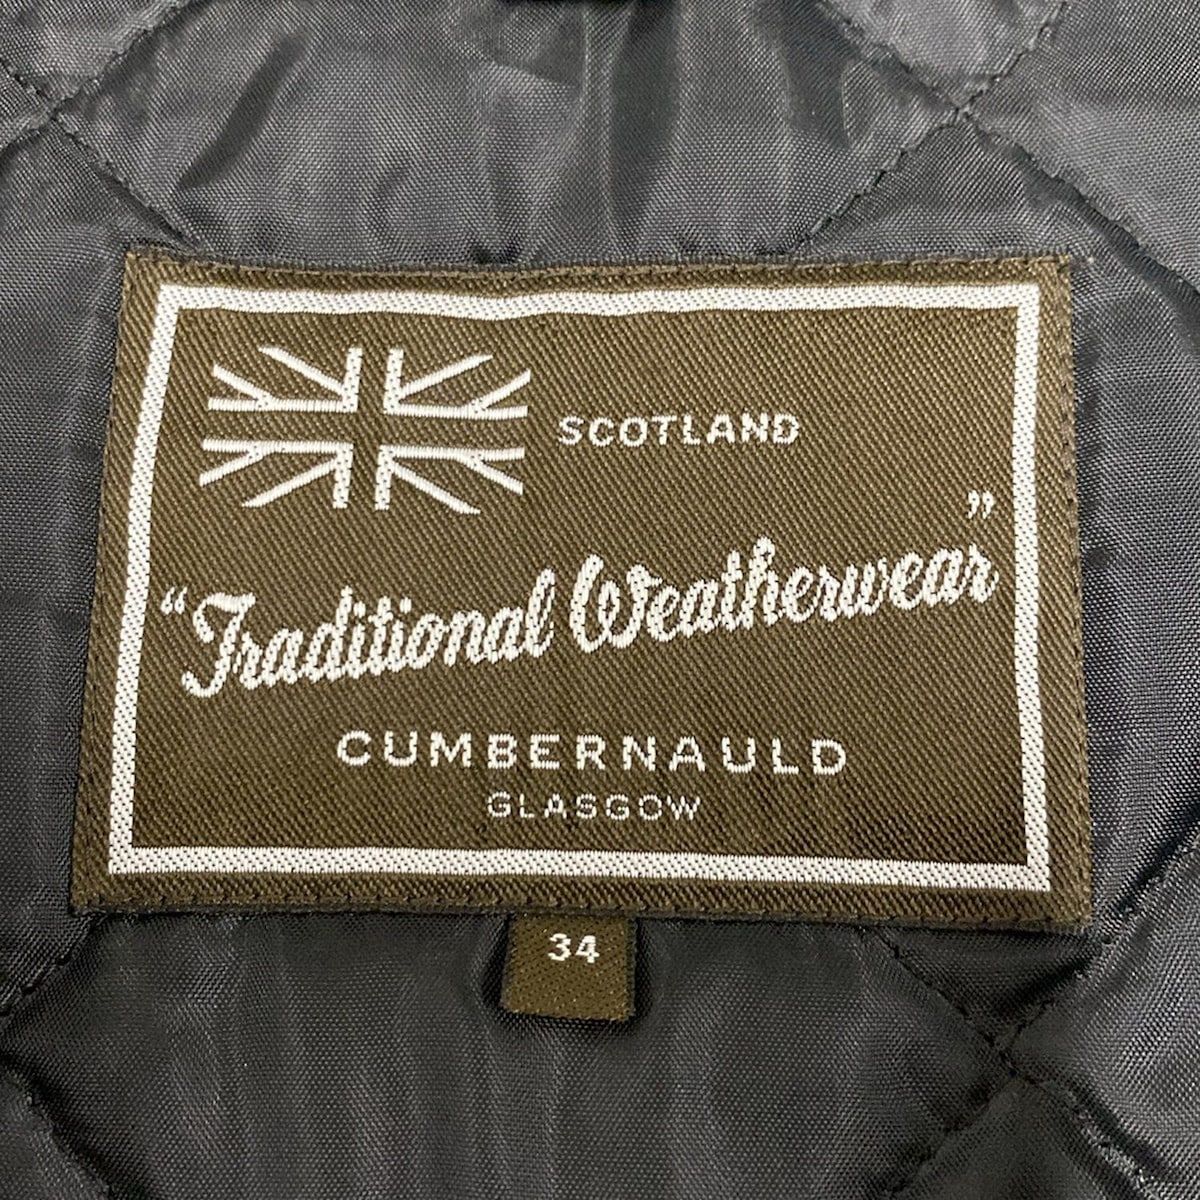 SCOTLAND
“Traditional Weatherwear”
CUMBERNAULD
GLASGOW
34